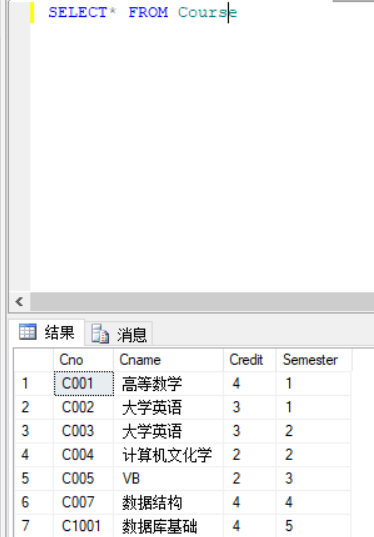 SELECT* FROM Course
结果 消息
Cno Cname Credit Semester
1 C001 高等数学 4 1
2 C002 大学英语 3 1
3 C003 大学英语 3 2
4 C004 计算机文化学 2 2
5 C005 VB 2 3
6 C007 数据结构 4 4
7 C1001 数据库基础 4 5